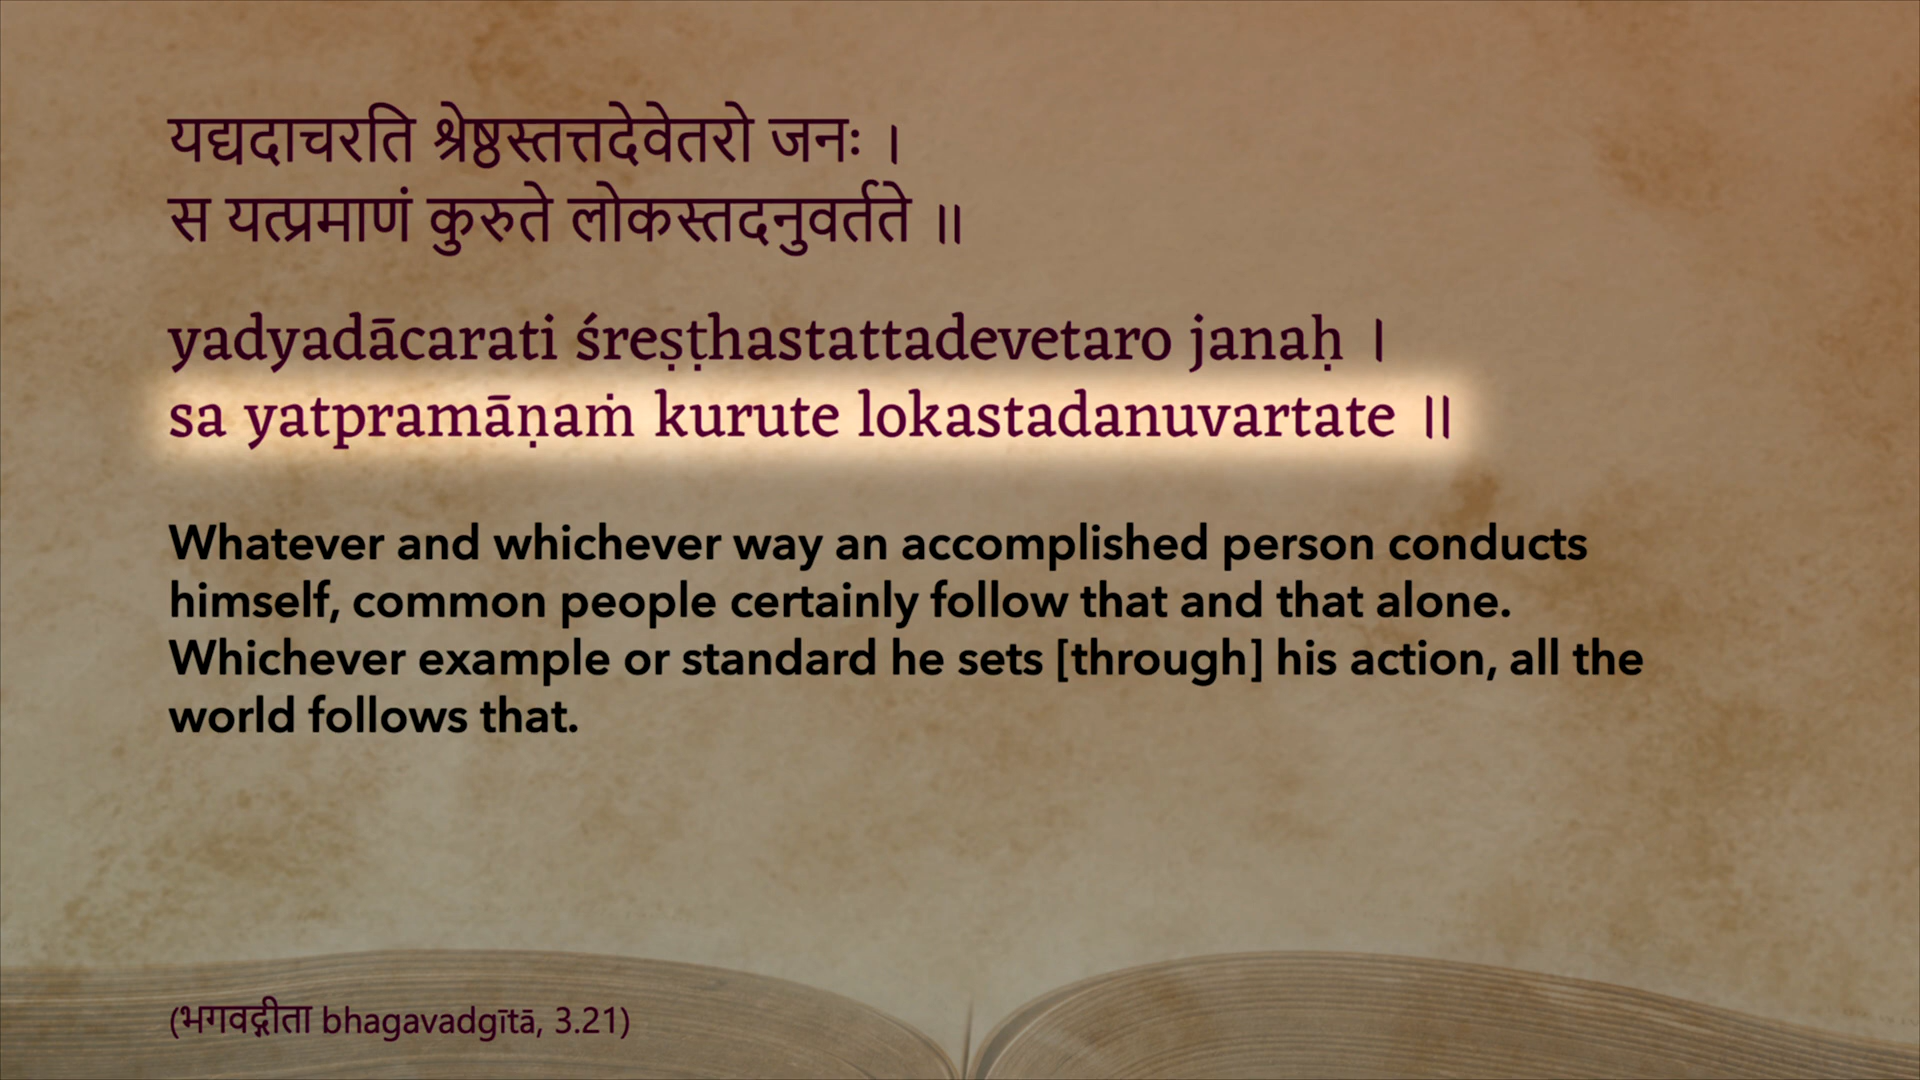 यद्यदाचरति श्रेष्ठस्तत्तदेवेतरो जनः ।
स यत्प्रमाणं कुरुते लोकस्तदनुवर्तते ॥
yadyadācarati śreṣṭhastattadevetaro janaḥ ।
sa yatpramāṇaṁ kurute lokastadanuvartate ॥
Whatever and whichever way an accomplished person conducts
himself, common people certainly follow that and that alone.
Whichever example or standard he sets [through] his action, all the
world follows that.
(भगवद्गीता bhagavadgītā, 3.21)